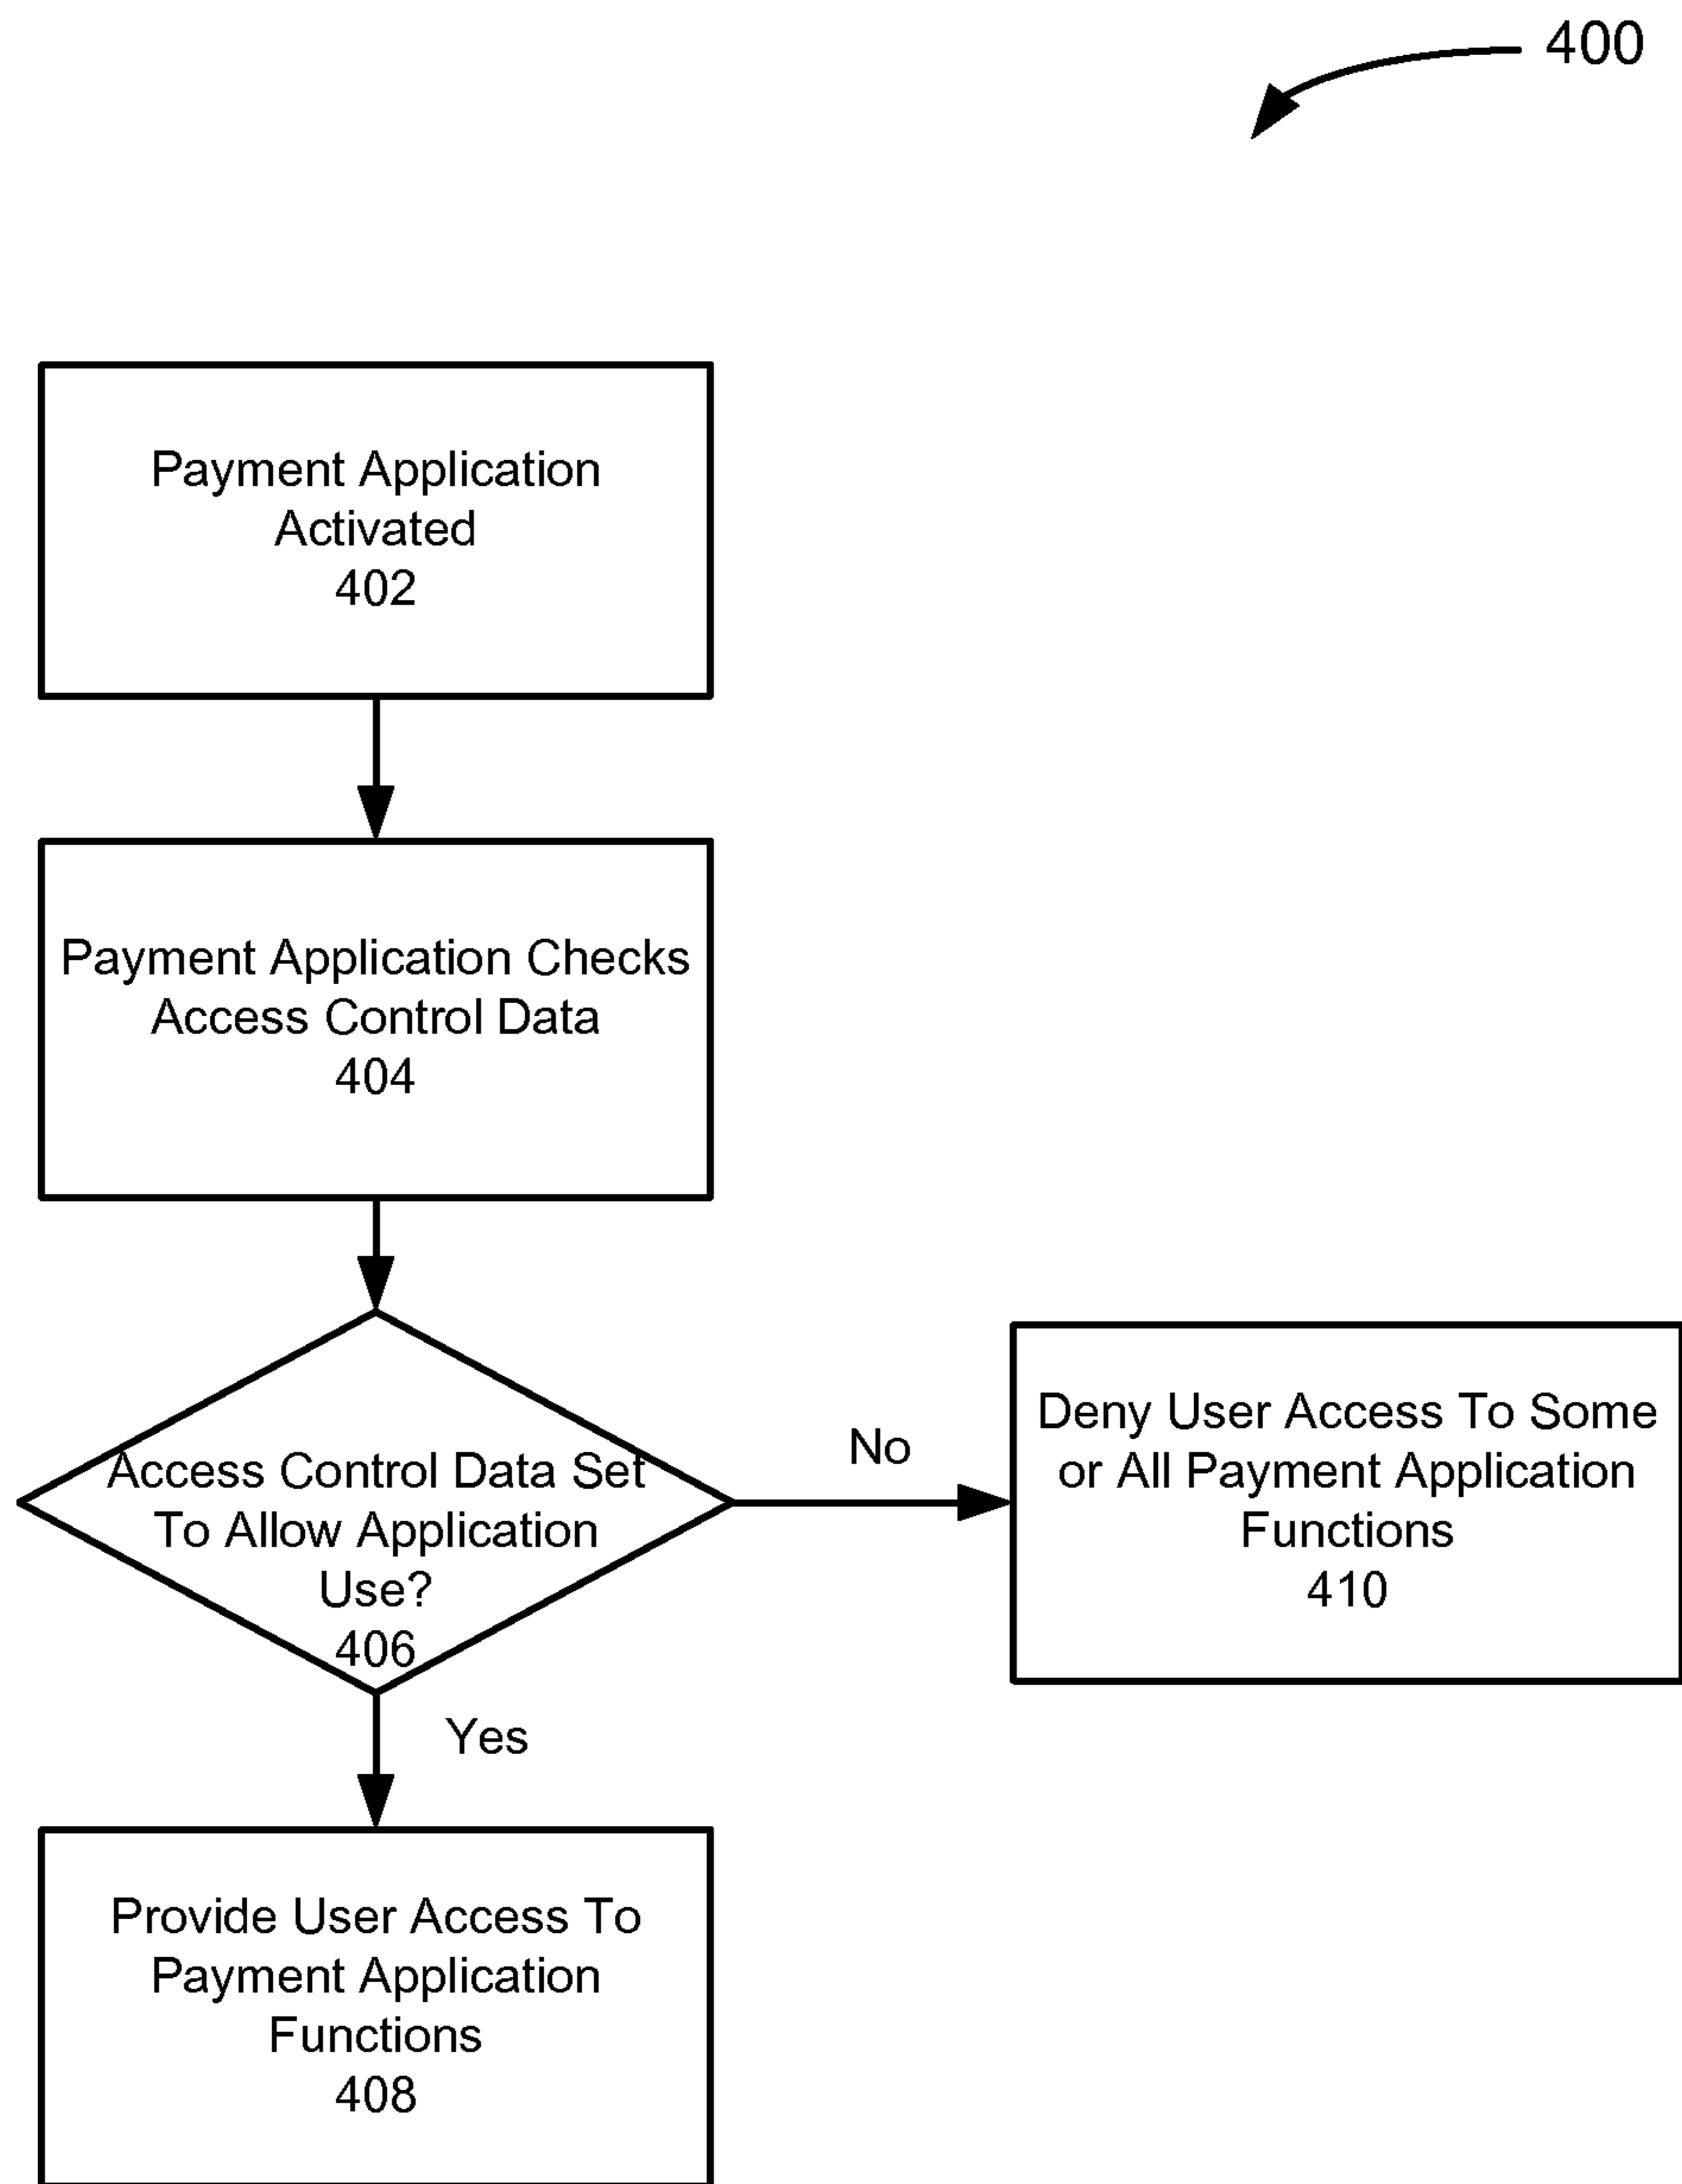 400
Payment Application
Activated
402
Payment Application Checks
Access Control Data
404
Access Control Data Set
To Allow Application
Use?
406
No
Deny User Access To Some
or All Payment Application
Functions
410
Yes
Provide User Access To
Payment Application
Functions
408